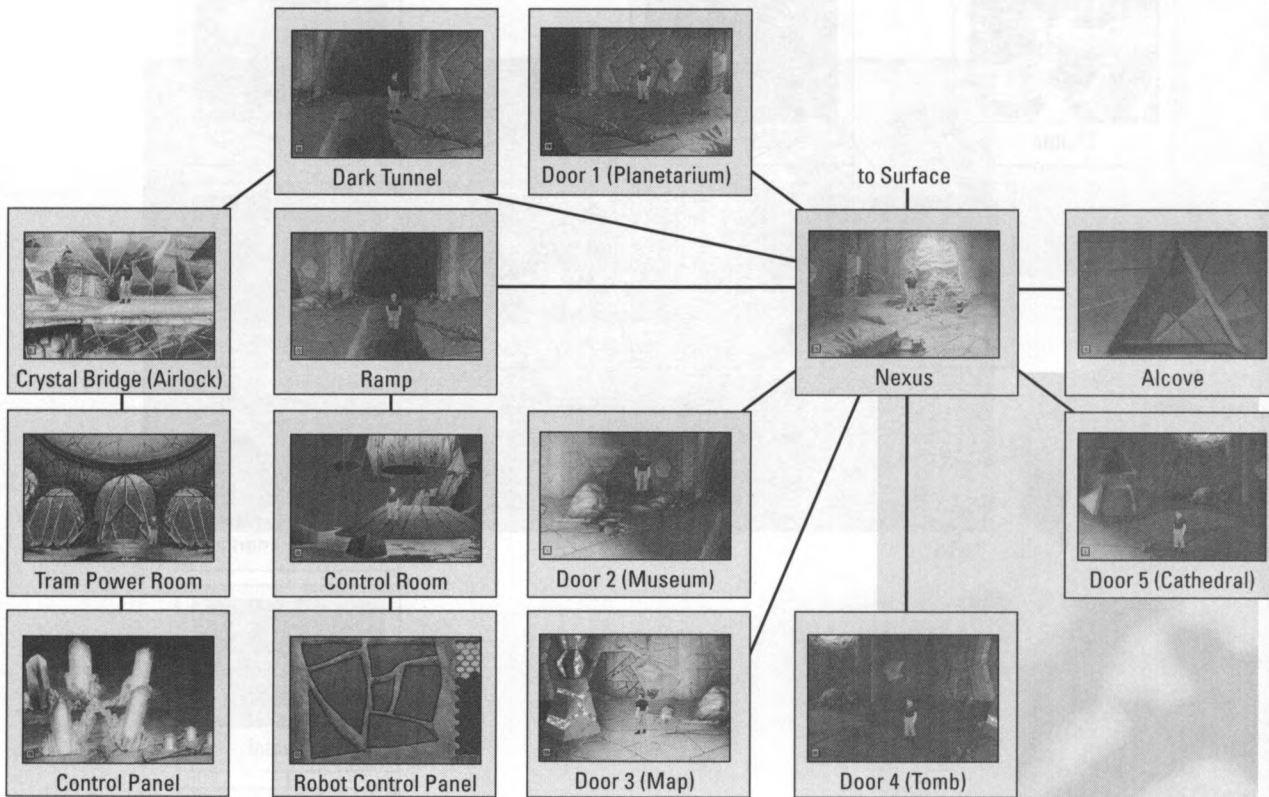 Dark Tunnel
Door 1 (Planetarium)
to Surface
Crystal Bridge (Airlock)
Ramp
Nexus
Alcove
Tram Power Room
Control Room
Door 2 (Museum)
Door 5 (Cathedral)
Control Panel
Robot Control Panel
Door 3 (Map)
Door 4 (Tomb)